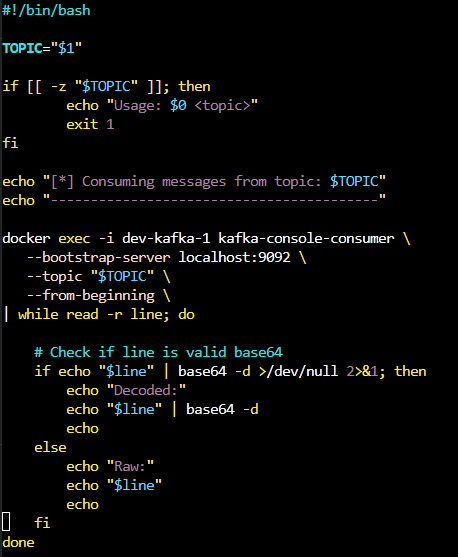 #!/bin/bash

TOPIC="$1"

if [[ -z "$TOPIC" ]]; then
        echo "Usage: $0 <topic>"
        exit 1
fi

echo "[*] Consuming messages from topic: $TOPIC"
echo "-----------------------------------------"

docker exec -i dev-kafka-1 kafka-console-consumer \
   --bootstrap-server localhost:9092 \
   --topic "$TOPIC" \
   --from-beginning \
| while read -r line; do

    # Check if line is valid base64
    if echo "$line" | base64 -d >/dev/null 2>&1; then
        echo "Decoded:"
        echo "$line" | base64 -d
        echo
    else
        echo "Raw:"
        echo "$line"
        echo
    fi
done